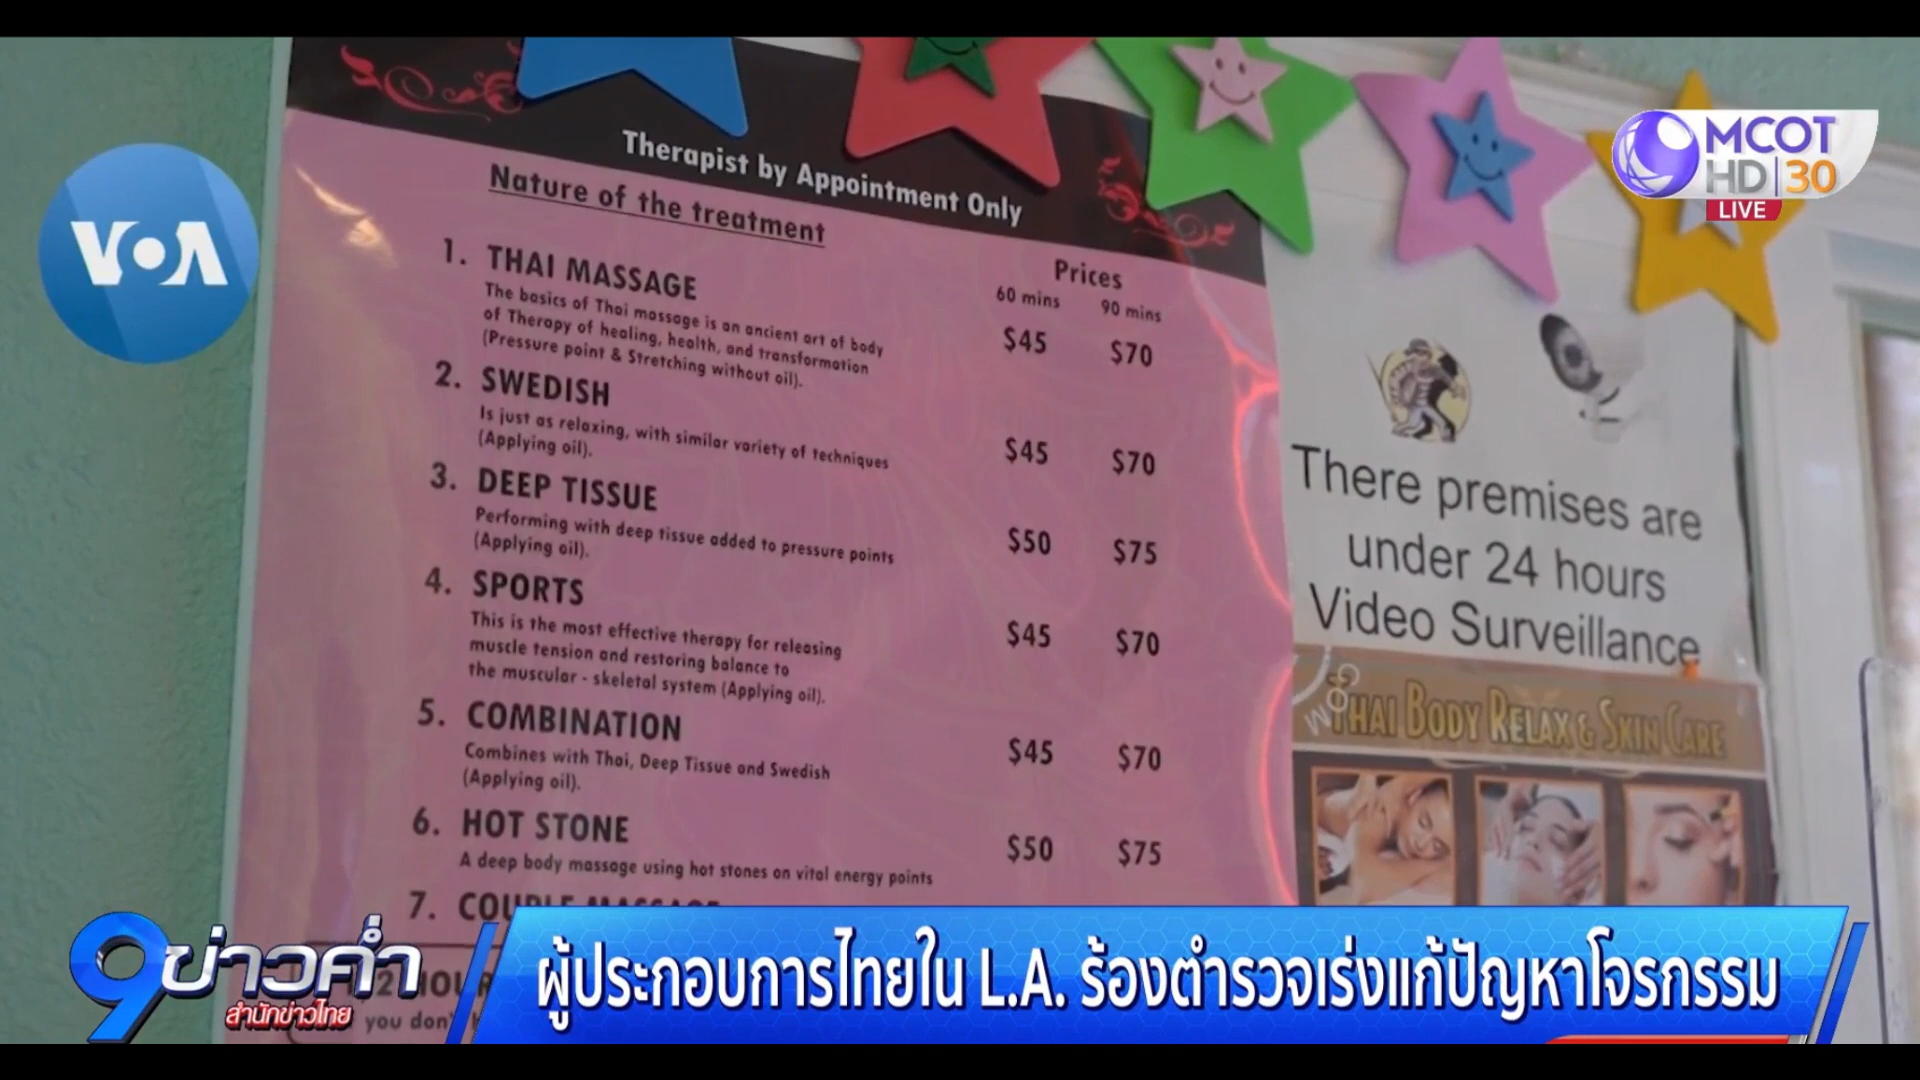 VOA
MCOT
HD 30
LIVE
Therapist by Appointment Only
Nature of the treatment
Prices
60 mins 90 mins
1. THAI MASSAGE
The basics of Thai massage is an ancient art of body
of Therapy of healing, health, and transformation
(Pressure point & Stretching without oil).
$45 $70
2. SWEDISH
Is just as relaxing, with similar variety of techniques
(Applying oil).
$45 $70
3. DEEP TISSUE
Performing with deep tissue added to pressure points
(Applying oil).
$50 $75
4. SPORTS
This is the most effective therapy for releasing
muscle tension and restoring balance to
the muscular - skeletal system (Applying oil).
$45 $70
5. COMBINATION
Combines with Thai, Deep Tissue and Swedish
(Applying oil).
$45 $70
6. HOT STONE
A deep body massage using hot stones on vital energy points
$50 $75
7.
you
There premises are
under 24 hours
Video Surveillance
THAI BODY RELAX & SKIN CARE
9ข่าวค่ำ
สำนักข่าวไทย
ผู้ประกอบการไทยใน L.A. ร้องตำรวจเร่งแก้ปัญหาโจรกรรม